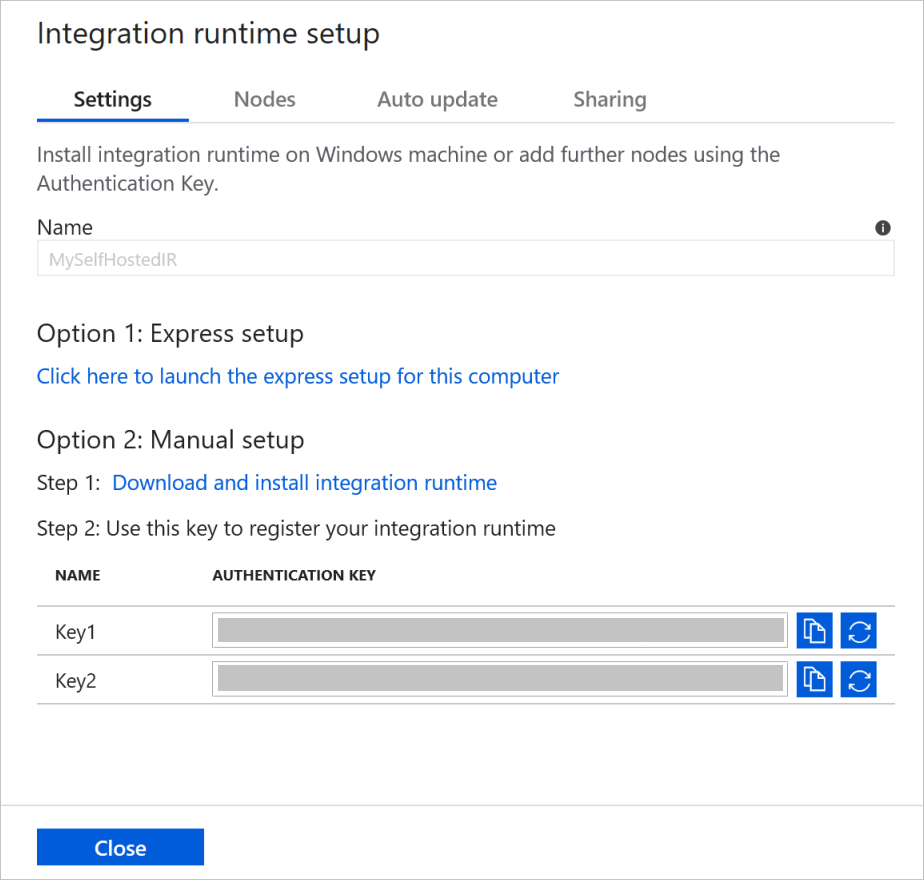 Integration runtime setup
Settings Nodes Auto update Sharing
Install integration runtime on Windows machine or add further nodes using the
Authentication Key.
Name
MySelfHostedIR
Option 1: Express setup
Click here to launch the express setup for this computer
Option 2: Manual setup
Step 1: Download and install integration runtime
Step 2: Use this key to register your integration runtime
NAME AUTHENTICATION KEY
Key1
Key2
Close